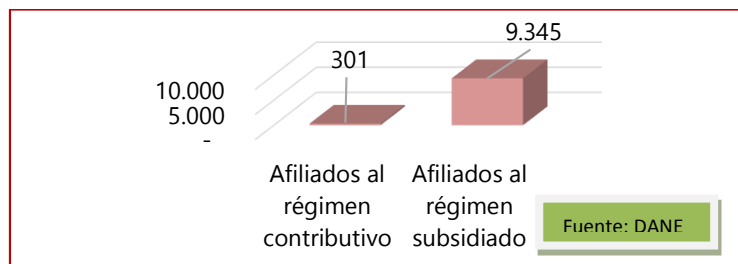 9.345
301
10.000
5.000
-
Afiliados al
régimen
contributivo
Afiliados al
régimen
subsidiado
Fuente: DANE